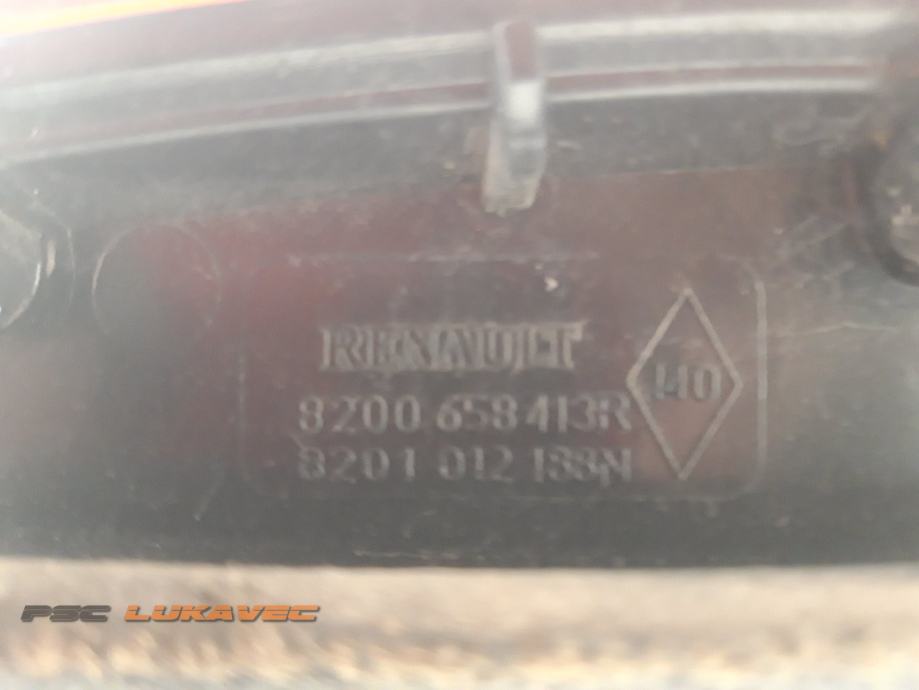 RENAULT
140
8200 658413R
8201 012 188N
PSC LUKAVEC